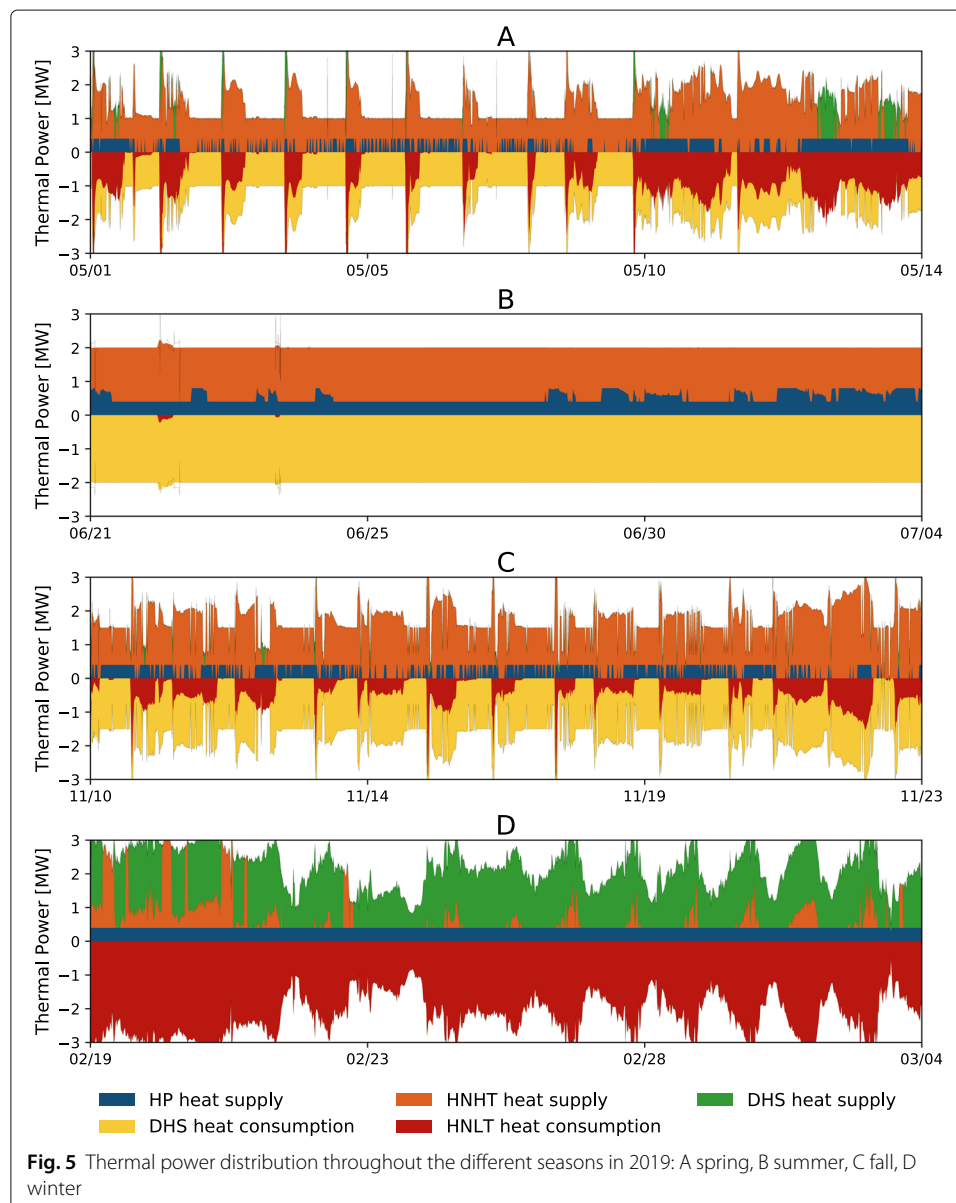 A
Thermal Power [MW]
3
2
1
0
−1
−2
−3
05/01 05/05 05/10 05/14
B
Thermal Power [MW]
3
2
1
0
−1
−2
−3
06/21 06/25 06/30 07/04
C
Thermal Power [MW]
3
2
1
0
−1
−2
−3
11/10 11/14 11/19 11/23
D
Thermal Power [MW]
3
2
1
0
−1
−2
−3
02/19 02/23 02/28 03/04
HP heat supply HNHT heat supply DHS heat supply
DHS heat consumption HNLT heat consumption
Fig. 5 Thermal power distribution throughout the different seasons in 2019: A spring, B summer, C fall, D
winter